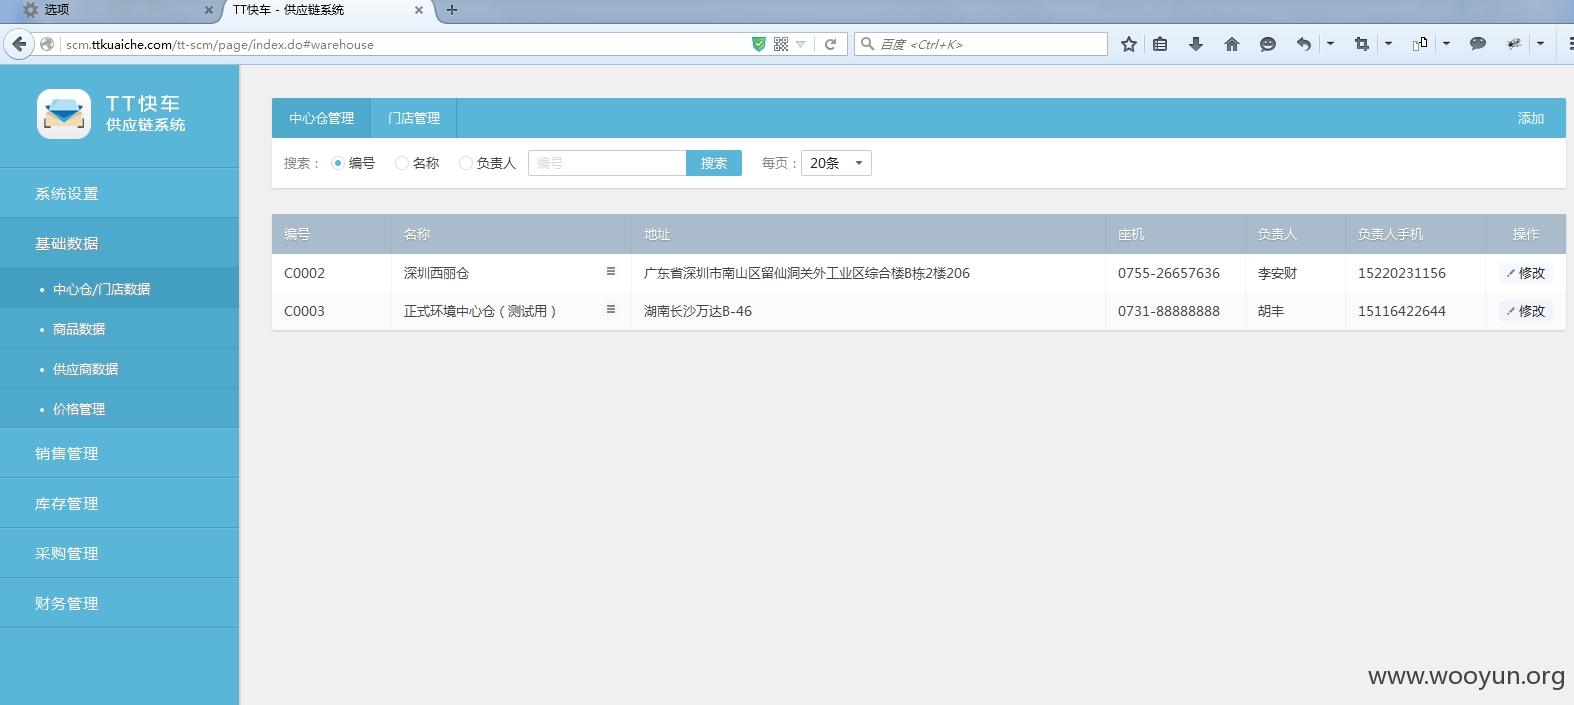 选项
TT快车 - 供应链系统
scm.ttkuaiche.com/tt-scm/page/index.do#warehouse
百度 <Ctrl+K>
TT快车
供应链系统
系统设置
基础数据
中心仓/门店数据
商品数据
供应商数据
价格管理
销售管理
库存管理
采购管理
财务管理
中心仓管理 门店管理 添加
搜索： 编号 名称 负责人 编号 搜索 每页： 20条
编号 名称 地址 座机 负责人 负责人手机 操作
C0002 深圳西丽仓 广东省深圳市南山区留仙洞关外工业区综合楼B栋2楼206 0755-26657636 李安财 15220231156 修改
C0003 正式环境中心仓（测试用） 湖南长沙万达B-46 0731-88888888 胡丰 15116422644 修改
www.wooyun.org